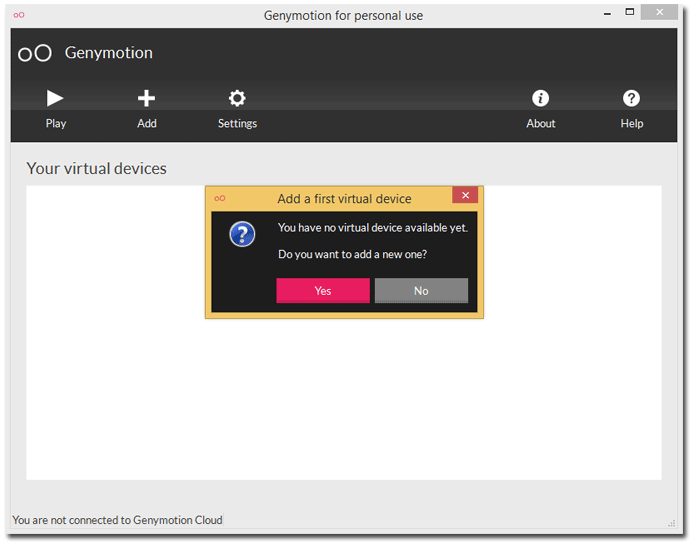 Genymotion for personal use
Genymotion
Play
Add
Settings
About
Help
Your virtual devices
Add a first virtual device
You have no virtual device available yet.
Do you want to add a new one?
Yes
No
You are not connected to Genymotion Cloud